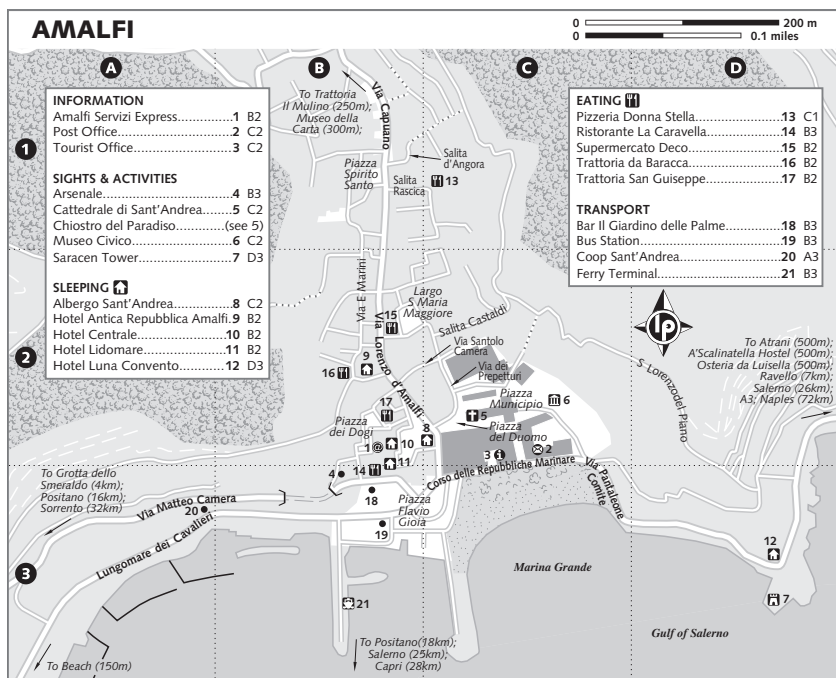 AMALFI
0 200 m
0 0.1 miles
A
B
C
D
1
2
3
INFORMATION
Amalfi Servizi Express 1 B2
Post Office 2 C2
Tourist Office 3 C2
SIGHTS & ACTIVITIES
Arsenale 4 B3
Cattedrale di Sant'Andrea 5 C2
Chiostro del Paradiso (see 5)
Museo Civico 6 C2
Saracen Tower 7 D3
SLEEPING
Albergo Sant'Andrea 8 C2
Hotel Antica Repubblica Amalfi. 9 B2
Hotel Centrale 10 B2
Hotel Lidomare 11 B2
Hotel Luna Convento 12 D3
EATING
Pizzeria Donna Stella 13 C1
Ristorante La Caravella 14 B3
Supermercato Deco 15 B2
Trattoria da Baracca 16 B2
Trattoria San Guiseppe 17 B2
TRANSPORT
Bar Il Giardino delle Palme 18 B3
Bus Station 19 B3
Coop Sant'Andrea 20 A3
Ferry Terminal 21 B3
To Trattoria
Il Mulino (250m);
Museo della
Carta (300m);
Via Capuano
Salita
d'Angora
Piazza
Spirito
Santo
Salita
Rascica
13
Via E Marini
Largo
S Maria
Maggiore
15
Via Lorenzo d'Amalfi
Salita Castaldi
Via Santolo
Camera
Via dei
Prepetturi
9
16
17
Piazza
dei Dogi
1 @
10
8
11
14
4
18
Piazza
Municipio
6
5
Piazza
del Duomo
3
2
Corso delle Repubbliche Marinare
Via Pantaleone
Comite
S Lorenzodel Piano
lp
To Atrani (500m);
A'Scalinatella Hostel (500m);
Osteria da Luisella (500m);
Ravello (7km);
Salerno (26km);
A3; Naples (72km)
To Grotta dello
Smeraldo (4km);
Positano (16km);
Sorrento (32km)
Via Matteo Camera
20
Lungomare dei Cavalieri
Piazza
Flavio
Gioia
19
21
12
7
Marina Grande
Gulf of Salerno
To Beach (150m)
To Positano(18km);
Salerno (25km);
Capri (28km)